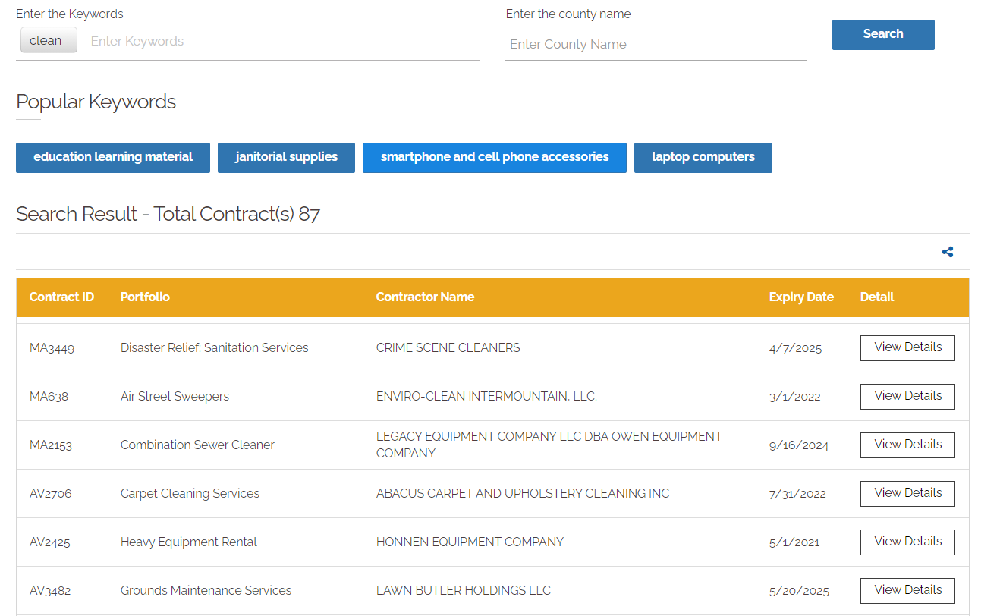 Enter the Keywords
Enter the county name
clean Enter Keywords
Enter County Name
Search
Popular Keywords
education learning material
janitorial supplies
smartphone and cell phone accessories
laptop computers
Search Result - Total Contract(s) 87
Contract ID Portfolio Contractor Name Expiry Date Detail
MA3449 Disaster Relief: Sanitation Services CRIME SCENE CLEANERS 4/7/2025 View Details
MA638 Air Street Sweepers ENVIRO-CLEAN INTERMOUNTAIN, LLC. 3/1/2022 View Details
MA2153 Combination Sewer Cleaner LEGACY EQUIPMENT COMPANY LLC DBA OWEN EQUIPMENT
COMPANY 9/16/2024 View Details
AV2706 Carpet Cleaning Services ABACUS CARPET AND UPHOLSTERY CLEANING INC 7/31/2022 View Details
AV2425 Heavy Equipment Rental HONNEN EQUIPMENT COMPANY 5/1/2021 View Details
AV3482 Grounds Maintenance Services LAWN BUTLER HOLDINGS LLC 5/20/2025 View Details